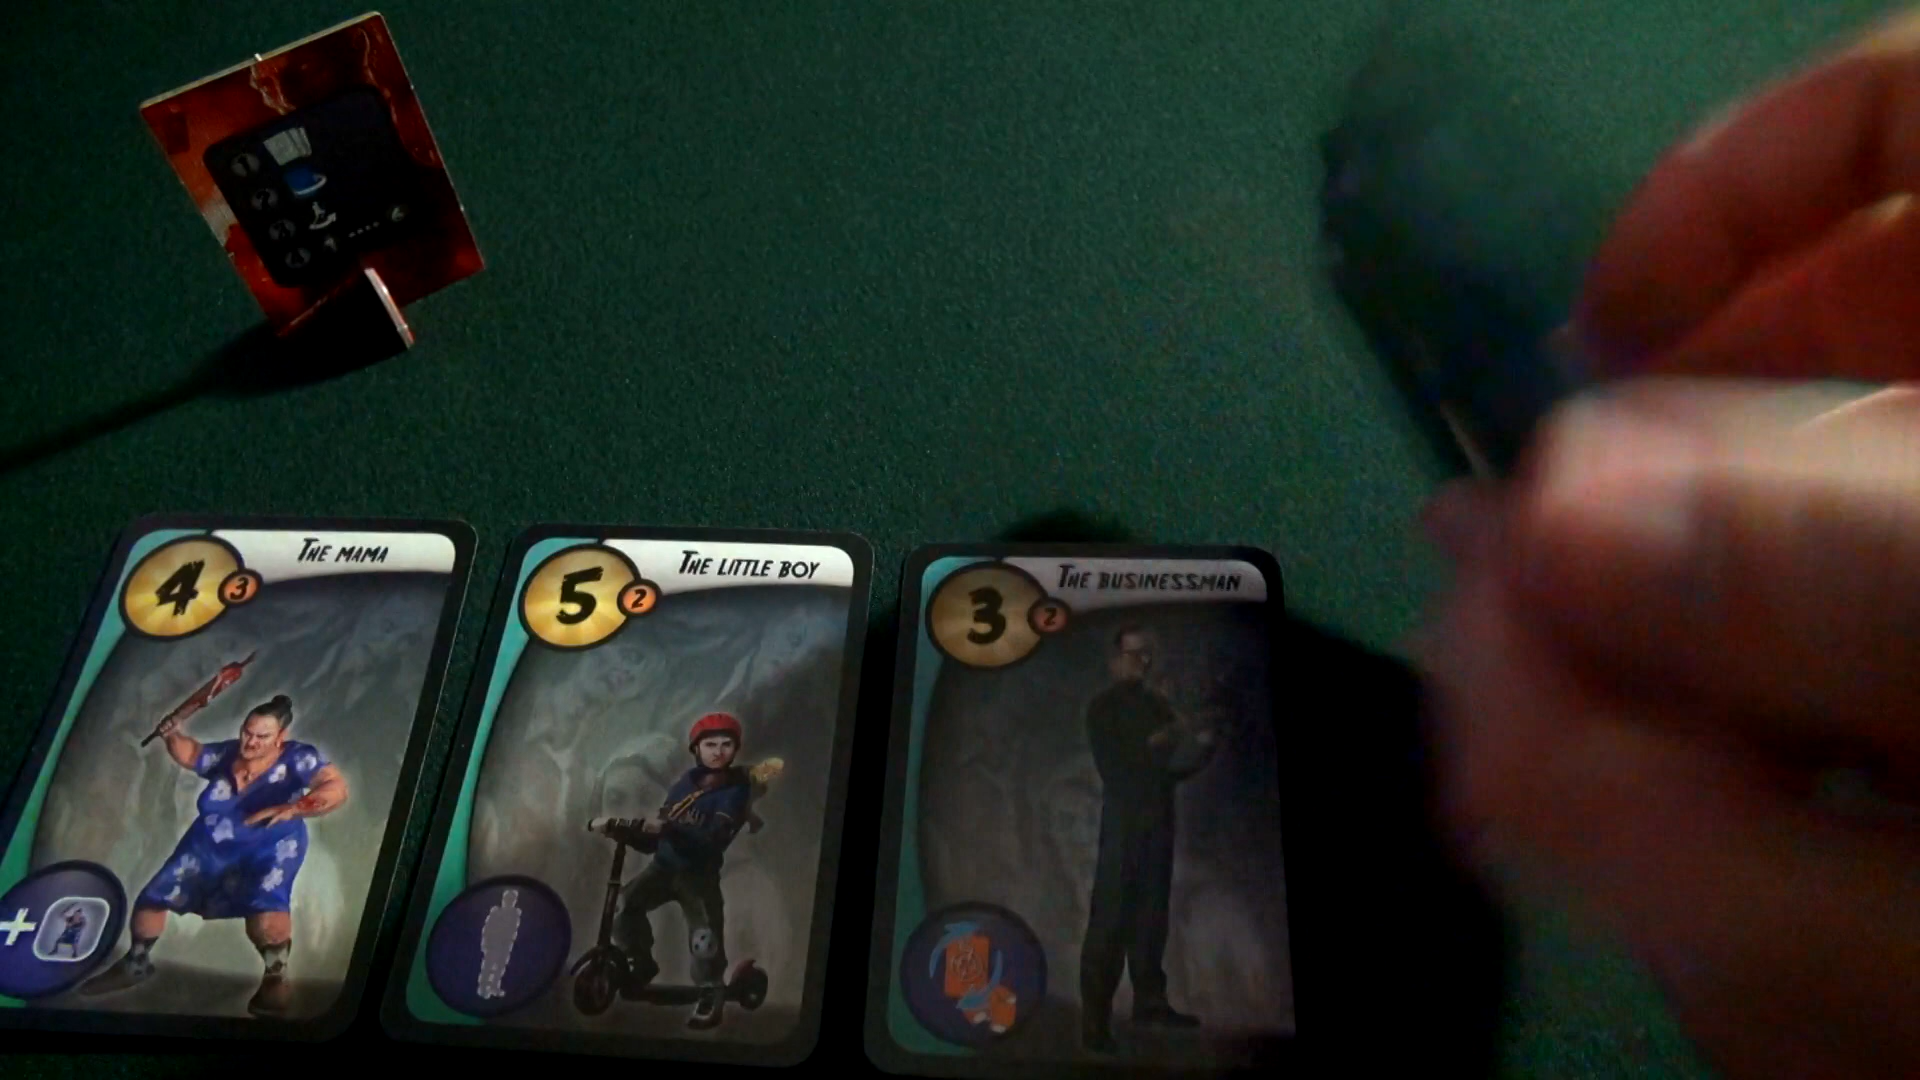 THE MAMA
4 3
THE LITTLE BOY
5 2
THE BUSINESSMAN
3 2